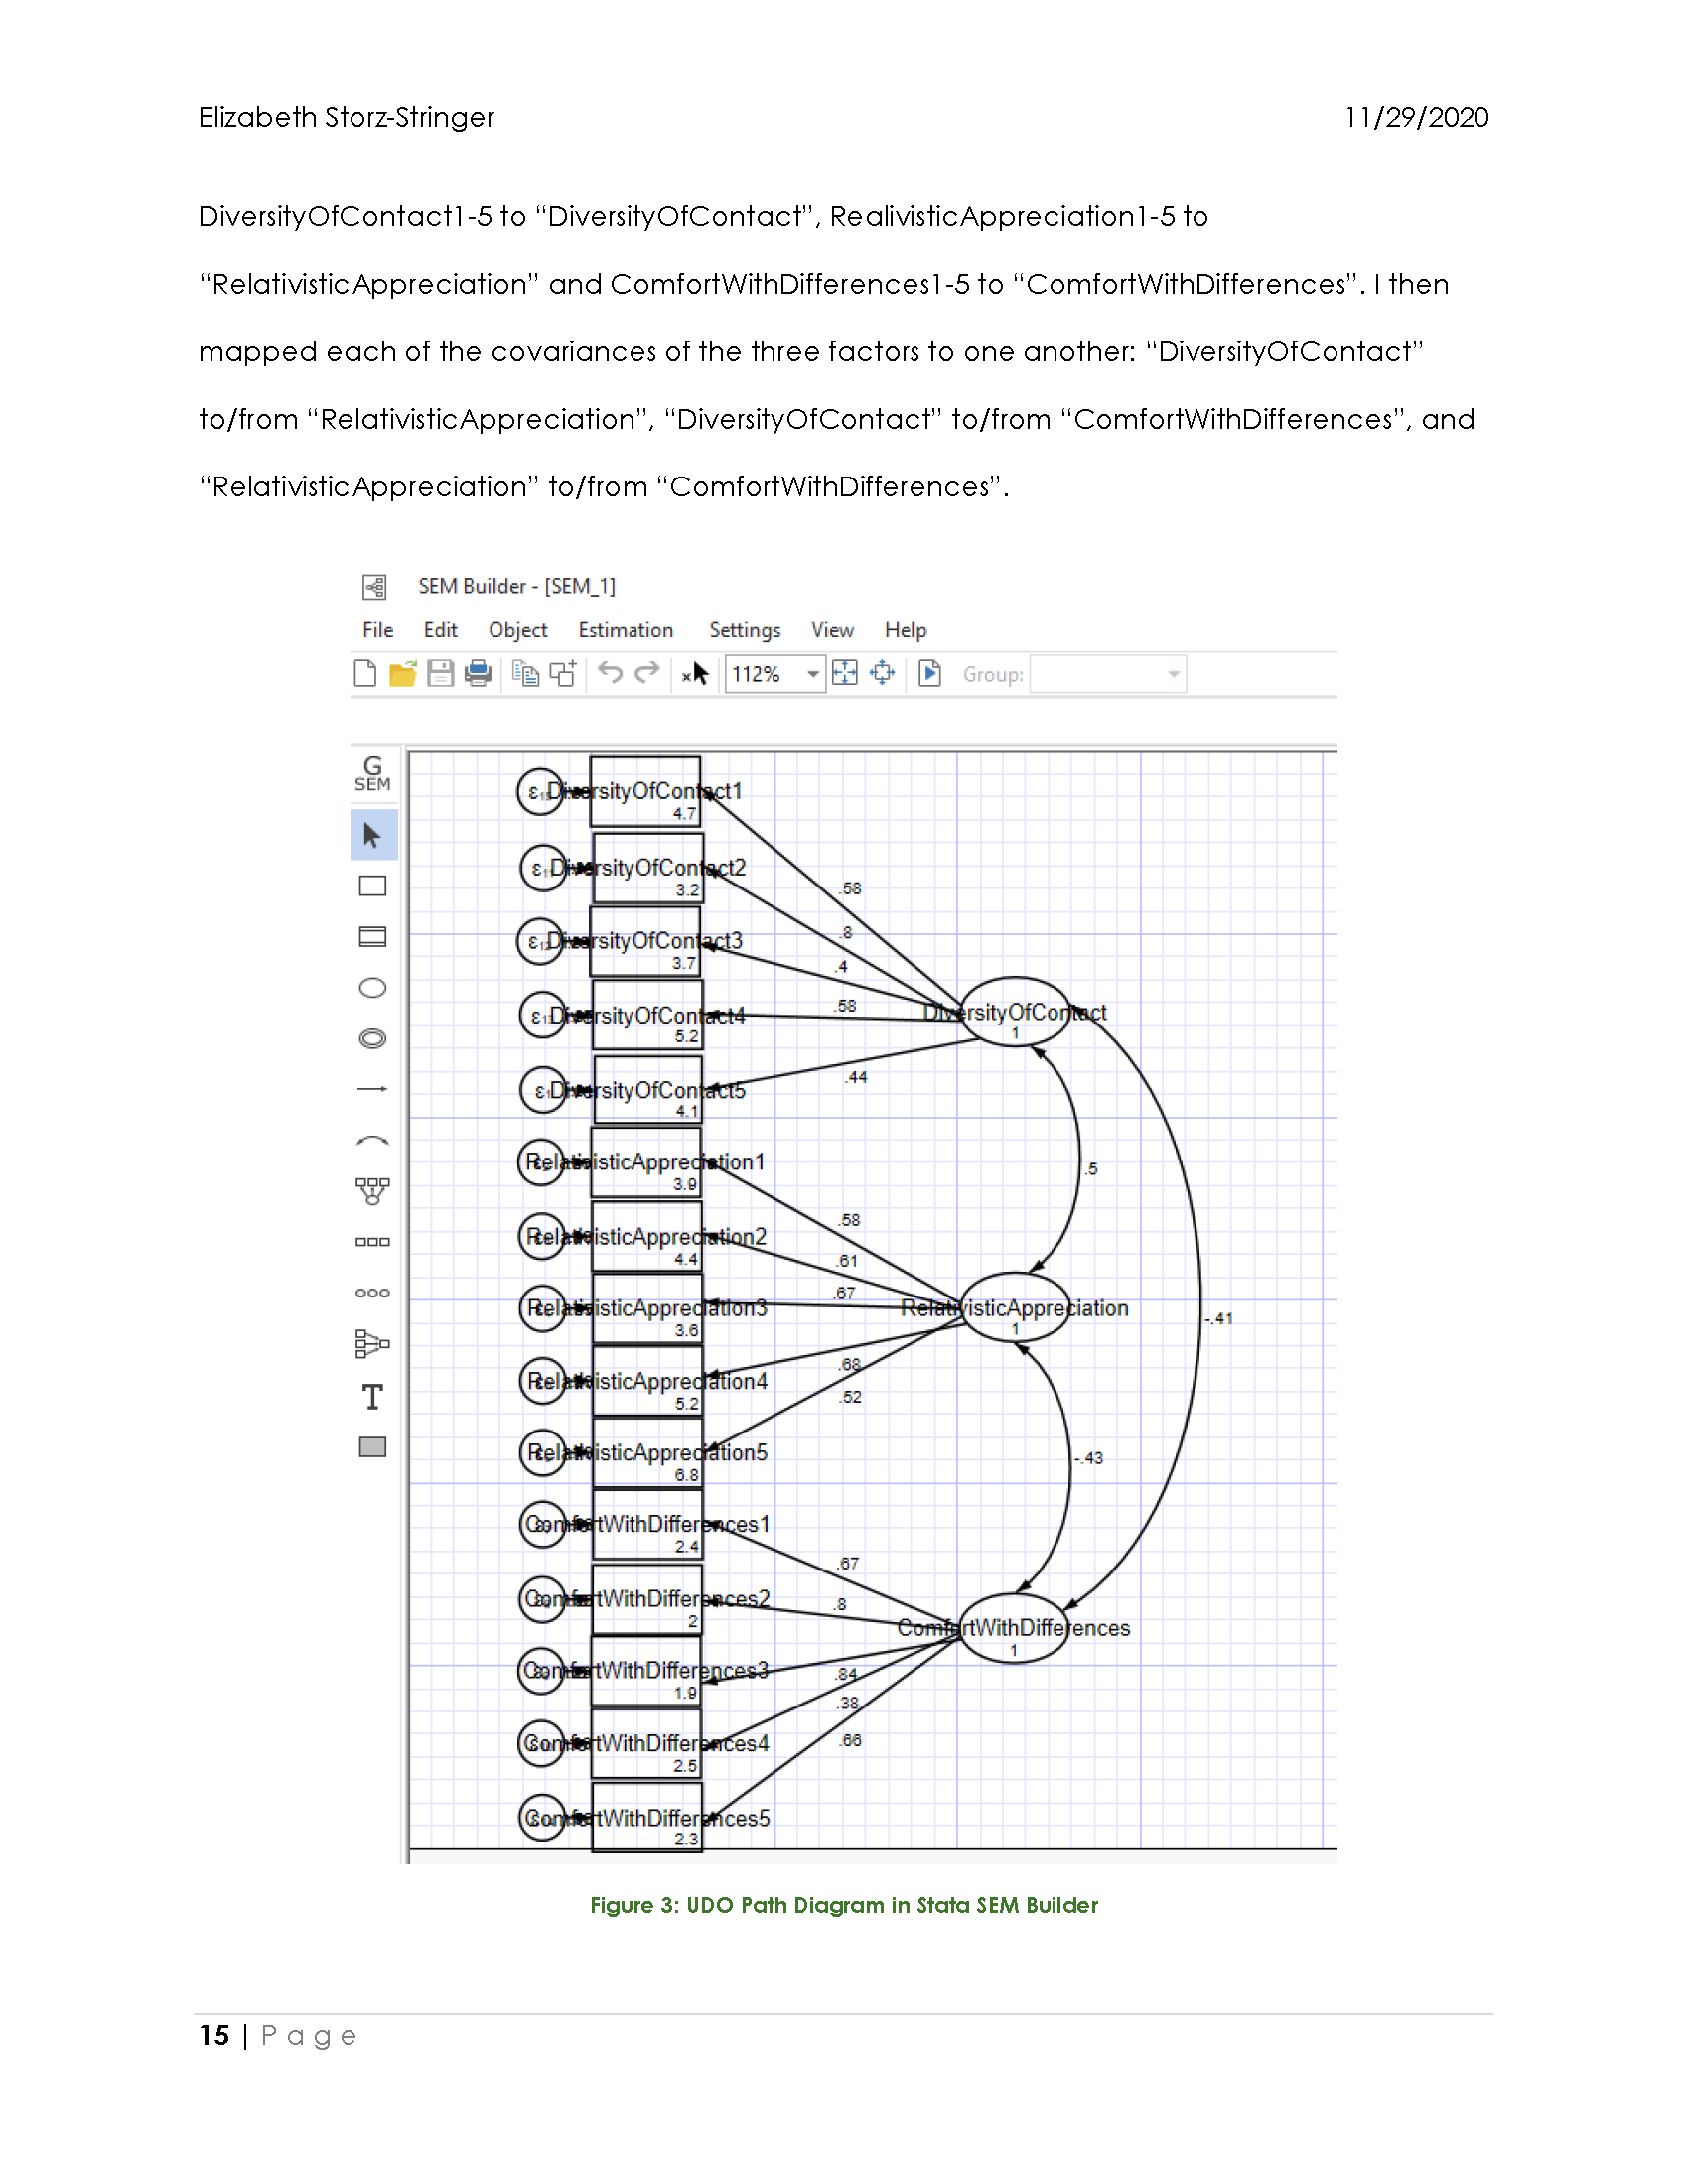 Elizabeth Storz-Stringer 11/29/2020
DiversityOfContact1-5 to “DiversityOfContact”, RealivisticAppreciation1-5 to
“RelativisticAppreciation” and ComfortWithDifferences1-5 to “ComfortWithDifferences”. I then
mapped each of the covariances of the three factors to one another: “DiversityOfContact”
to/from “RelativisticAppreciation”, “DiversityOfContact” to/from “ComfortWithDifferences”, and
“RelativisticAppreciation” to/from “ComfortWithDifferences”.
SEM Builder - [SEM_1]
File Edit Object Estimation Settings View Help
112% Group:
G
SEM
T
DiversityOfContact1
4.7
DiversityOfContact2
3.2
DiversityOfContact3
3.7
DiversityOfContact4
5.2
DiversityOfContact5
4.1
RelativisticAppreciation1
3.9
RelativisticAppreciation2
4.4
RelativisticAppreciation3
3.6
RelativisticAppreciation4
5.2
RelativisticAppreciation5
6.8
ComfortWithDifferences1
2.4
ComfortWithDifferences2
2
ComfortWithDifferences3
1.9
ComfortWithDifferences4
2.5
ComfortWithDifferences5
2.3
.58
.8
.4
.58
.44
.58
.61
.67
.68
.52
.67
.8
.84
.38
.66
DiversityOfContact
1
RelativisticAppreciation
1
ComfortWithDifferences
1
.5
-.41
-.43
Figure 3: UDO Path Diagram in Stata SEM Builder
15 | Page